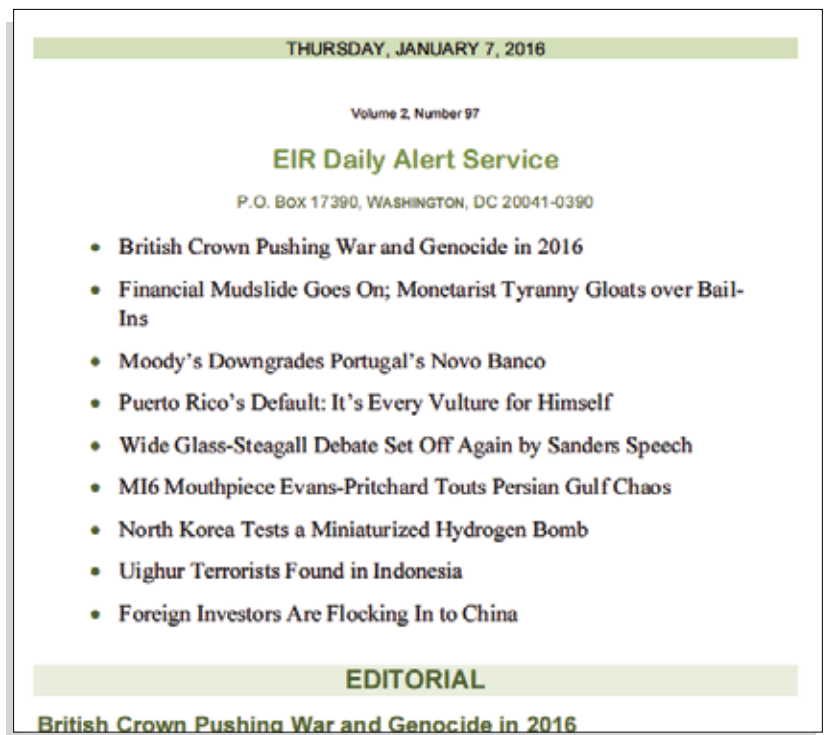 THURSDAY, JANUARY 7, 2016
Volume 2, Number 97
EIR Daily Alert Service
P.O. BOX 17390, WASHINGTON, DC 20041-0390
• British Crown Pushing War and Genocide in 2016
• Financial Mudslide Goes On; Monetarist Tyranny Gloats over Bail-
Ins
• Moody's Downgrades Portugal's Novo Banco
• Puerto Rico's Default: It's Every Vulture for Himself
• Wide Glass-Steagall Debate Set Off Again by Sanders Speech
• MI6 Mouthpiece Evans-Pritchard Touts Persian Gulf Chaos
• North Korea Tests a Miniaturized Hydrogen Bomb
• Uighur Terrorists Found in Indonesia
• Foreign Investors Are Flocking In to China
EDITORIAL
British Crown Pushing War and Genocide in 2016